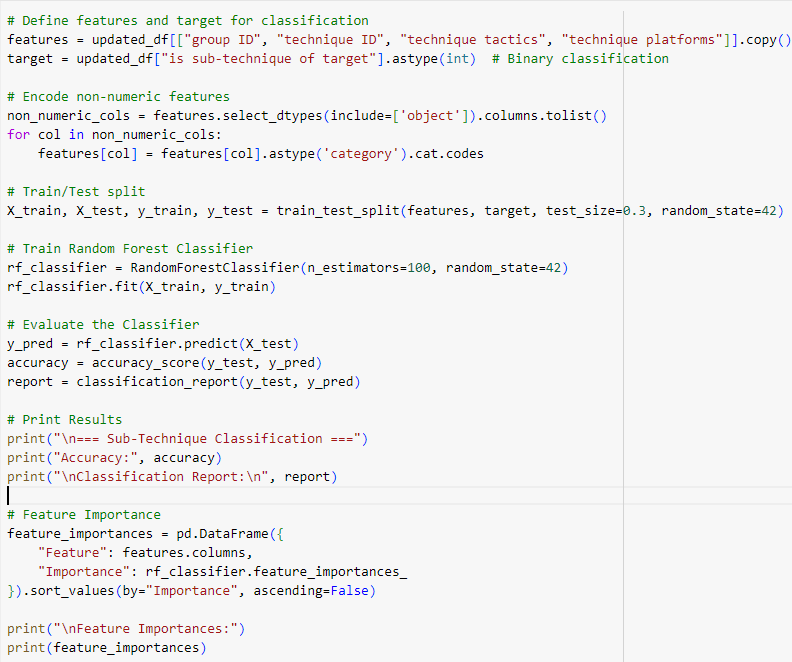 # Define features and target for classification
features = updated_df[["group ID", "technique ID", "technique tactics", "technique platforms"]].copy()
target = updated_df["is sub-technique of target"].astype(int)  # Binary classification

# Encode non-numeric features
non_numeric_cols = features.select_dtypes(include=['object']).columns.tolist()
for col in non_numeric_cols:
    features[col] = features[col].astype('category').cat.codes

# Train/Test split
X_train, X_test, y_train, y_test = train_test_split(features, target, test_size=0.3, random_state=42)

# Train Random Forest Classifier
rf_classifier = RandomForestClassifier(n_estimators=100, random_state=42)
rf_classifier.fit(X_train, y_train)

# Evaluate the Classifier
y_pred = rf_classifier.predict(X_test)
accuracy = accuracy_score(y_test, y_pred)
report = classification_report(y_test, y_pred)

# Print Results
print("\n=== Sub-Technique Classification ===")
print("Accuracy:", accuracy)
print("\nClassification Report:\n", report)

# Feature Importance
feature_importances = pd.DataFrame({
    "Feature": features.columns,
    "Importance": rf_classifier.feature_importances_
}).sort_values(by="Importance", ascending=False)

print("\nFeature Importances:")
print(feature_importances)